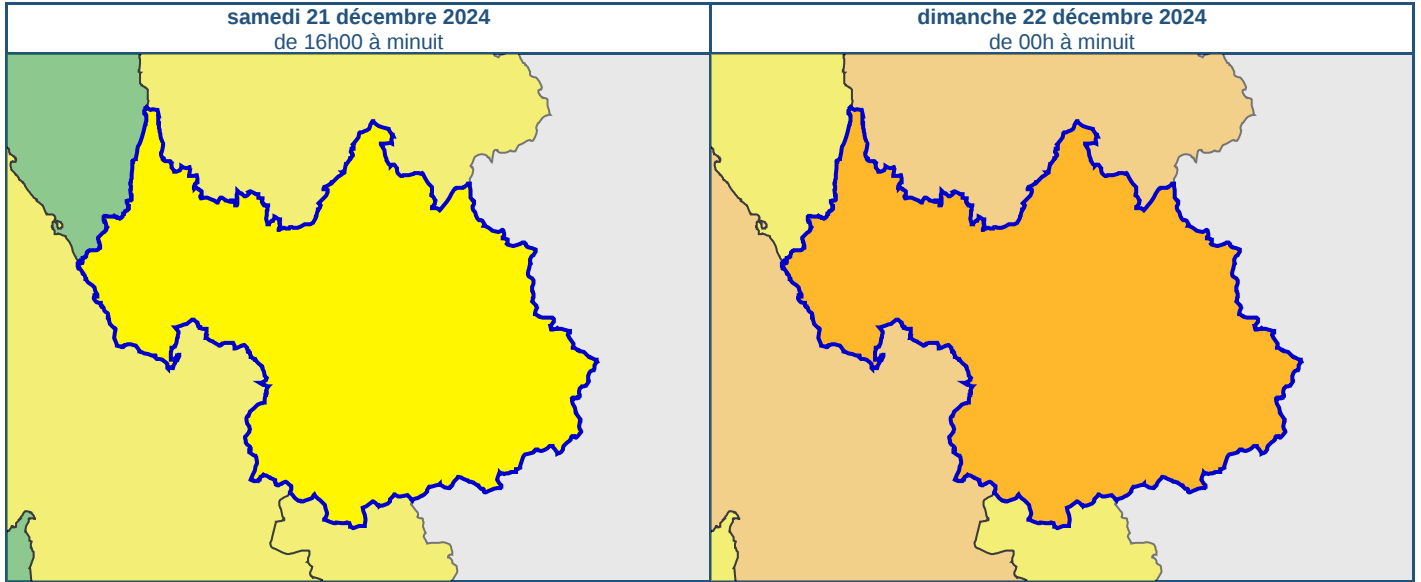 samedi 21 décembre 2024
de 16h00 à minuit
dimanche 22 décembre 2024
de 00h à minuit